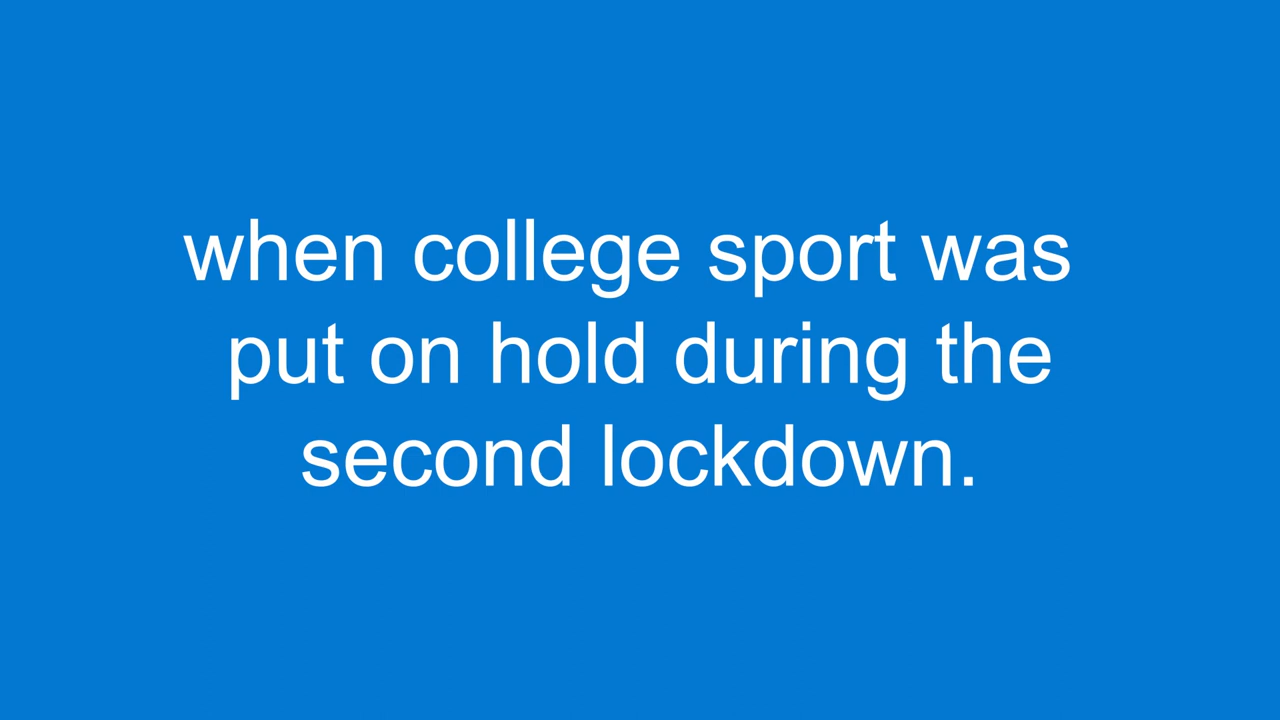 when college sport was
put on hold during the
second lockdown.